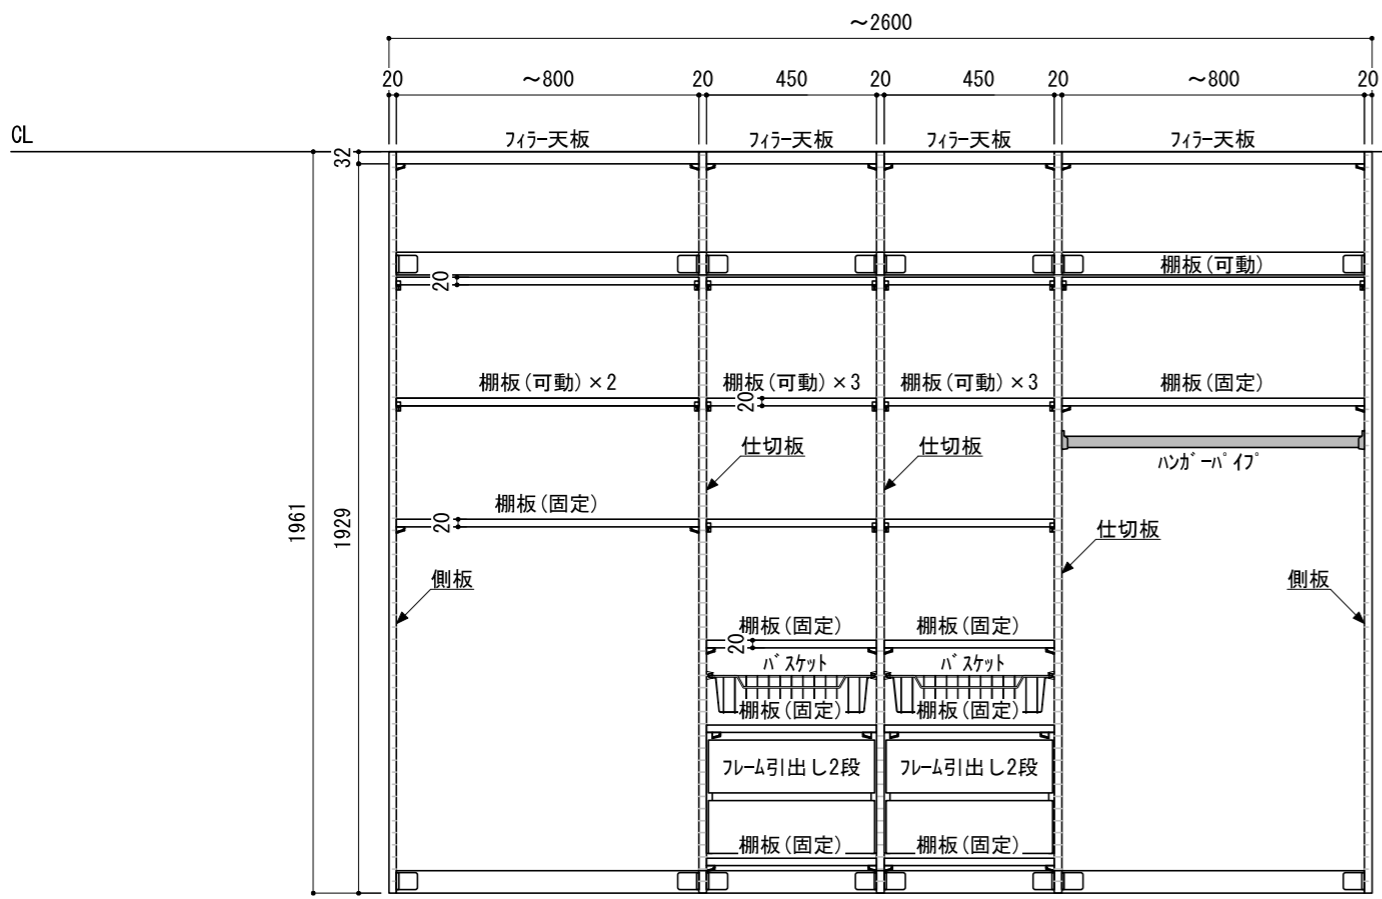 ～2600
20 ～800 20 450 20 450 20 ～800 20
CL
フィラー天板 フィラー天板 フィラー天板 フィラー天板
32
棚板(可動)
20
棚板(可動)×2 棚板(可動)×3 棚板(可動)×3 棚板(固定)
20
仕切板 仕切板
ハンガーパイプ
棚板(固定)
20
1961
1929
仕切板
側板 側板
棚板(固定) 棚板(固定)
20
バスケット バスケット
棚板(固定) 棚板(固定)
フレーム引出し2段 フレーム引出し2段
棚板(固定) 棚板(固定)